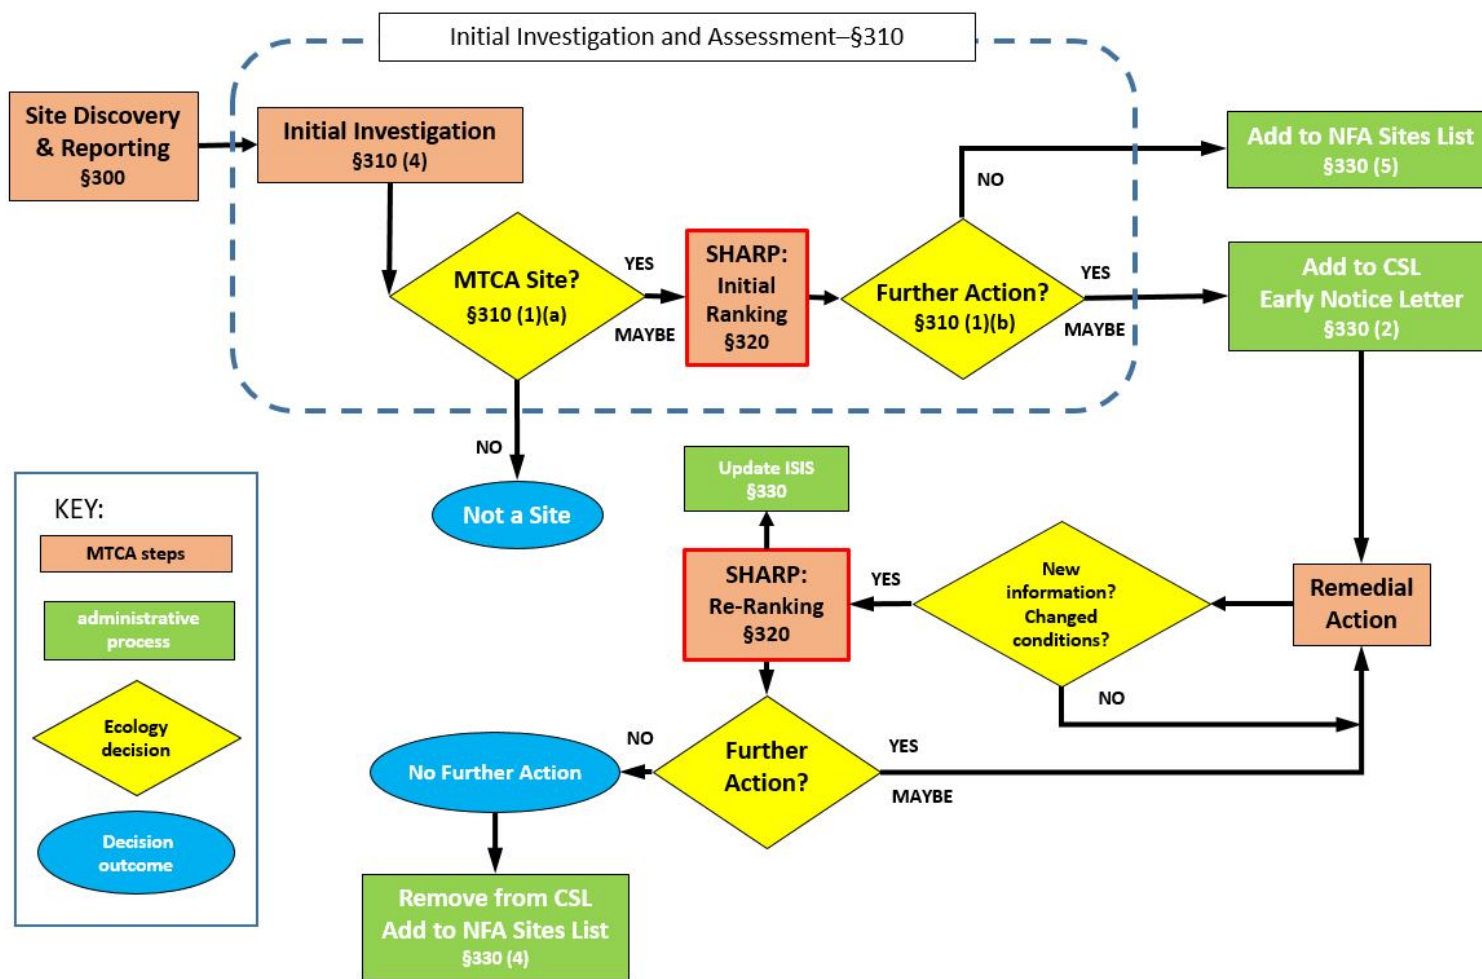 Initial Investigation and Assessment–§310
Site Discovery
& Reporting
§300
Initial Investigation
§310 (4)
MTCA Site?
§310 (1)(a)
YES
MAYBE
NO
SHARP:
Initial
Ranking
§320
Further Action?
§310 (1)(b)
NO
YES
MAYBE
Add to NFA Sites List
§330 (5)
Add to CSL
Early Notice Letter
§330 (2)
Not a Site
Update ISIS
§330
SHARP:
Re-Ranking
§320
YES
New
information?
Changed
conditions?
NO
Remedial
Action
Further
Action?
YES
MAYBE
NO
No Further Action
Remove from CSL
Add to NFA Sites List
§330 (4)
KEY:
MTCA steps
administrative
process
Ecology
decision
Decision
outcome